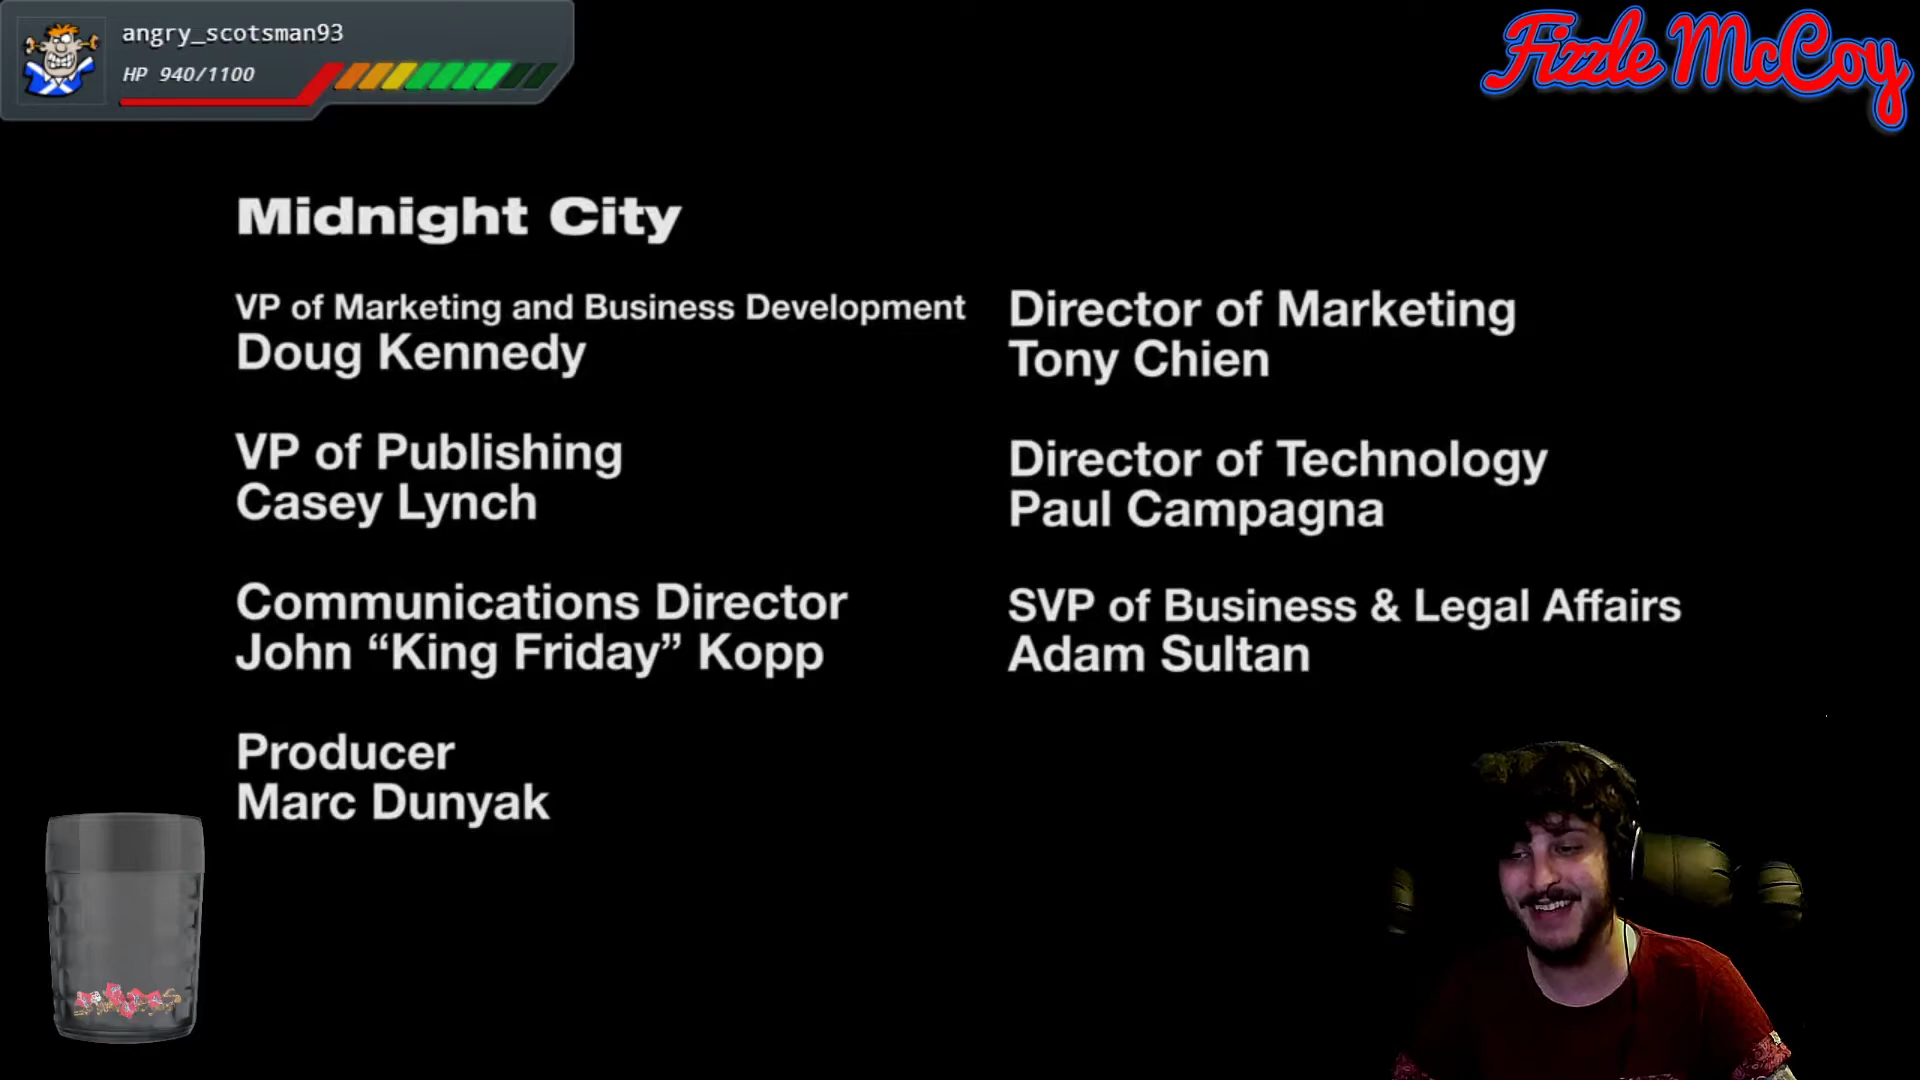 angry_scotsman93
HP 940/1100
Fizzle McCoy
Midnight City
VP of Marketing and Business Development
Doug Kennedy
VP of Publishing
Casey Lynch
Communications Director
John “King Friday” Kopp
Producer
Marc Dunyak
Director of Marketing
Tony Chien
Director of Technology
Paul Campagna
SVP of Business & Legal Affairs
Adam Sultan